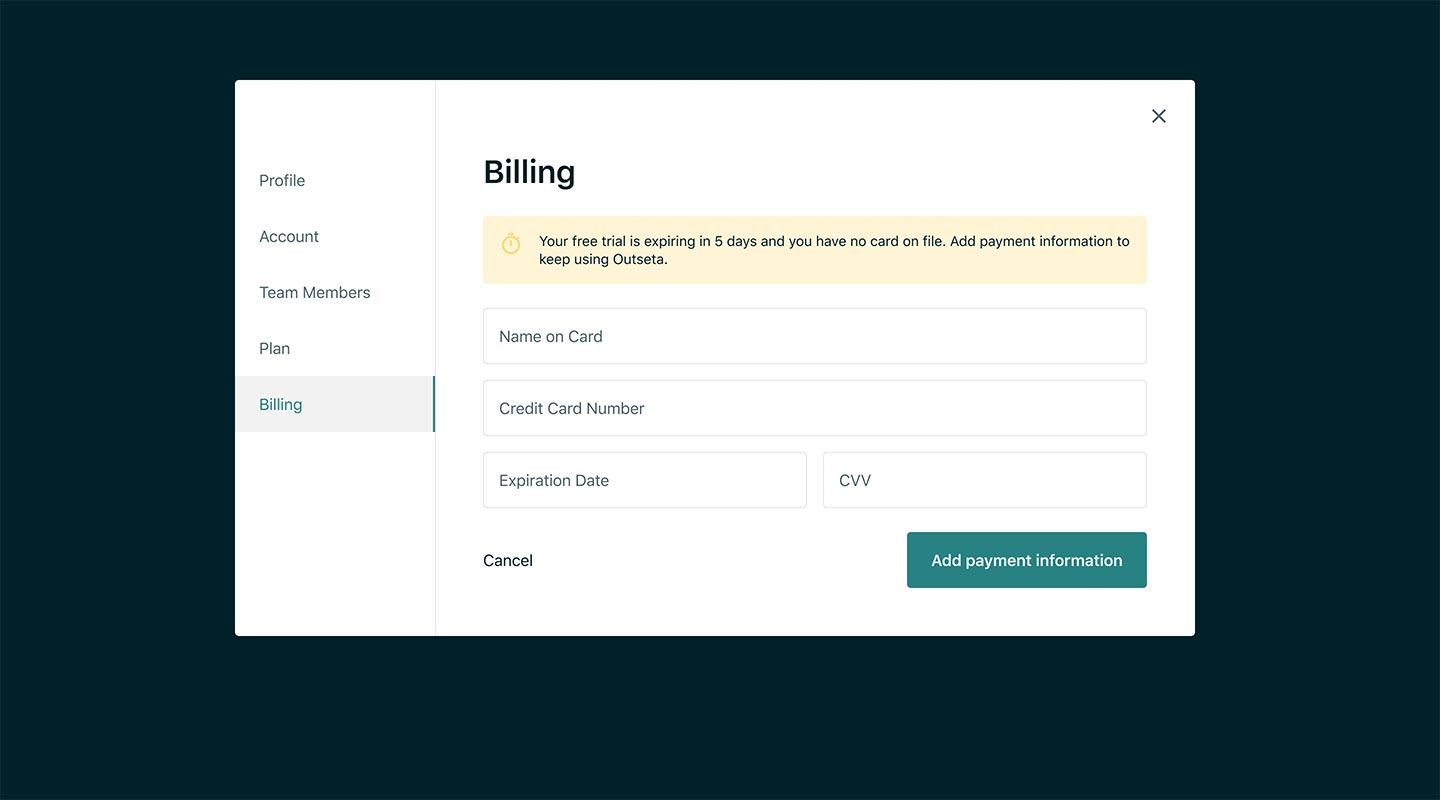 Profile
Account
Team Members
Plan
Billing
Billing
Your free trial is expiring in 5 days and you have no card on file. Add payment information to
keep using Outseta.
Name on Card
Credit Card Number
Expiration Date
CVV
Cancel
Add payment information